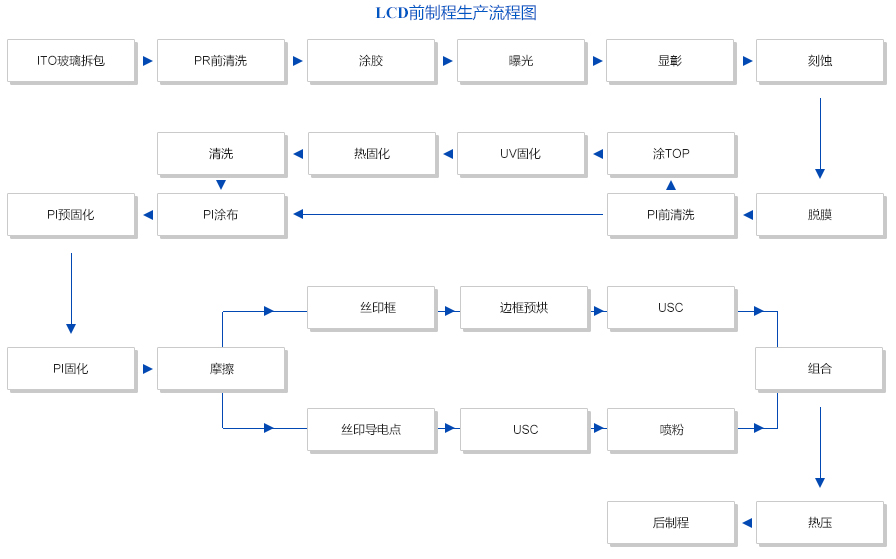 LCD前制程生产流程图
ITO玻璃拆包
PR前清洗
涂胶
曝光
显彰
刻蚀
清洗
热固化
UV固化
涂TOP
PI预固化
PI涂布
PI前清洗
脱膜
丝印框
边框预烘
USC
PI固化
摩擦
组合
丝印导电点
USC
喷粉
后制程
热压